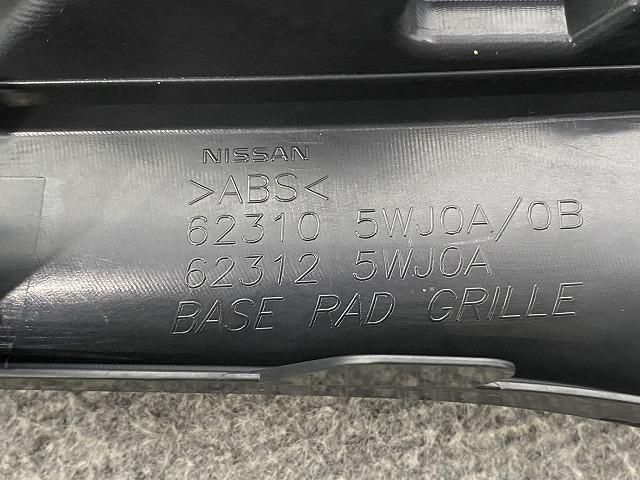 NISSAN
>ABS<
62310 5WJ0A/0B
62312 5WJ0A
BASE RAD GRILLE